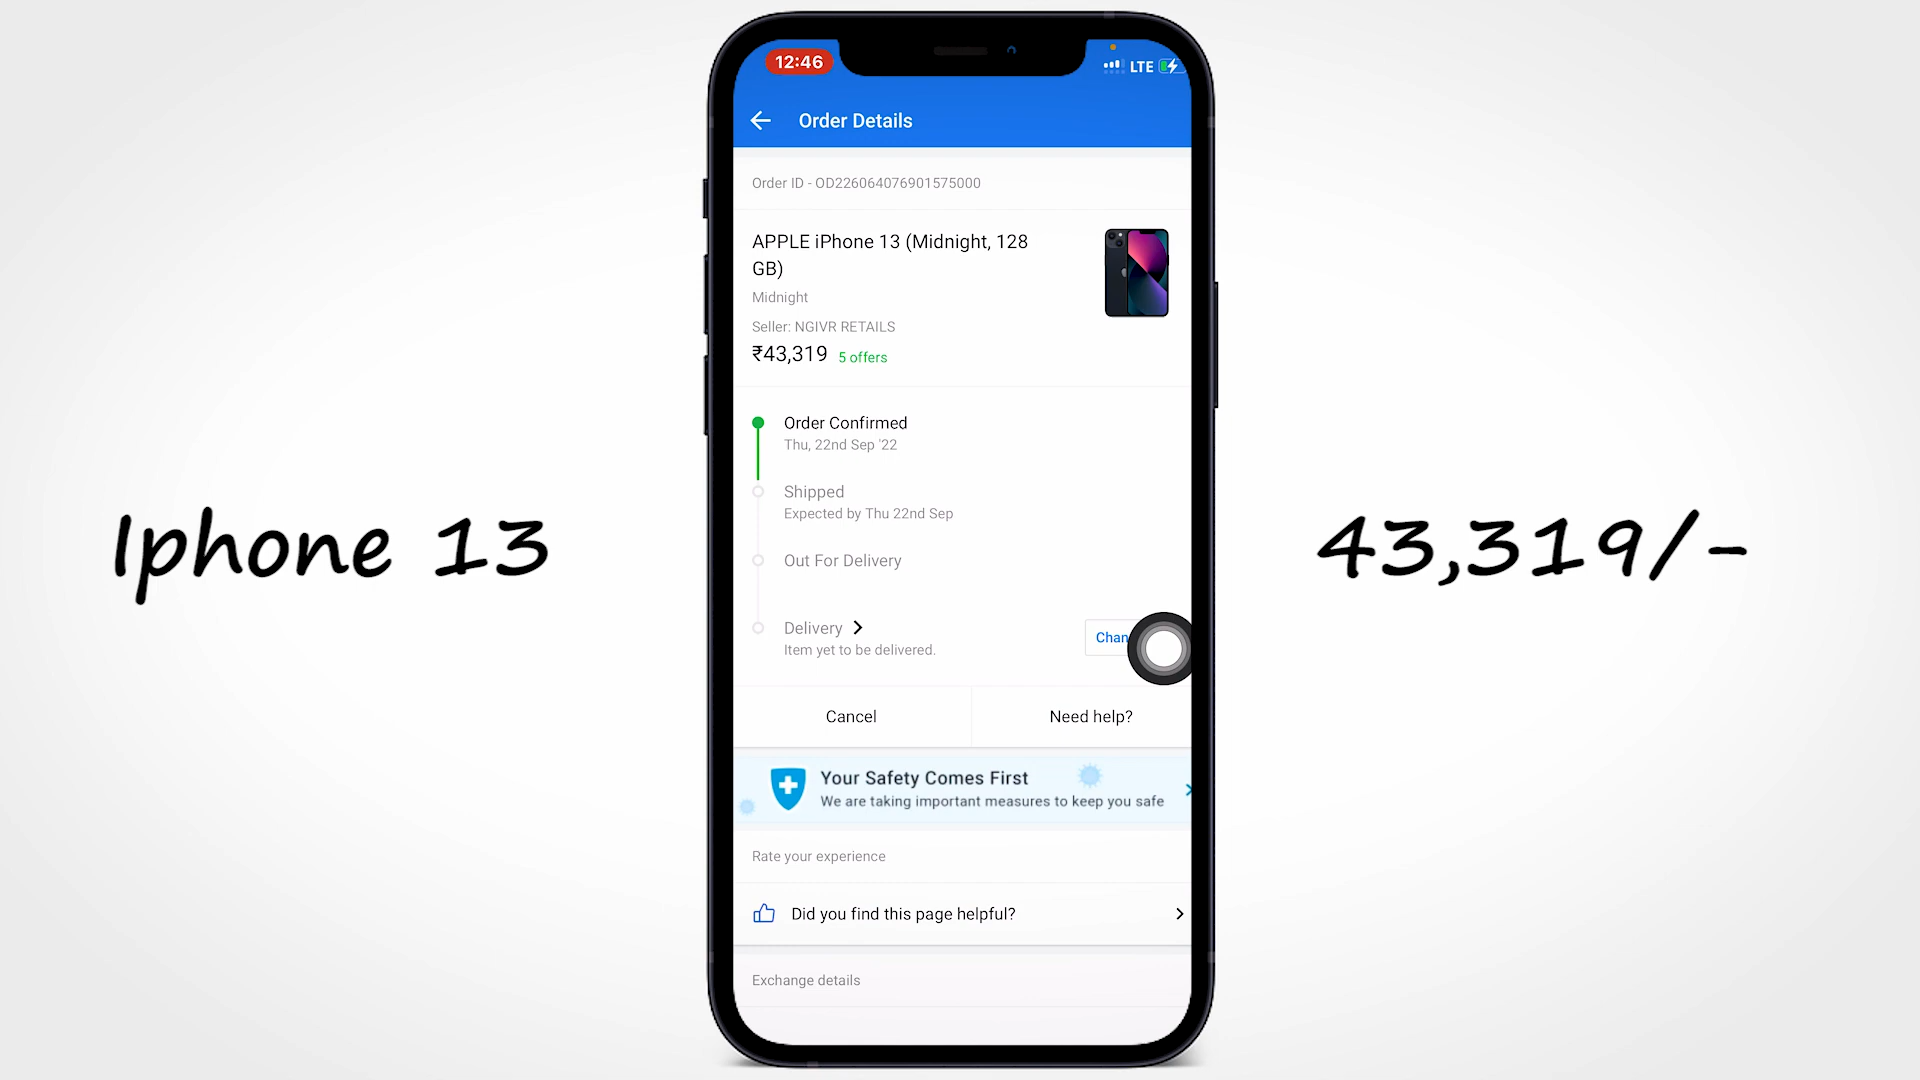 12:46
LTE
Order Details
Order ID - OD226064076901575000
APPLE iPhone 13 (Midnight, 128
GB)
Midnight
Seller: NGIVR RETAILS
₹43,319 5 offers
Order Confirmed
Thu, 22nd Sep '22
Shipped
Expected by Thu 22nd Sep
Iphone 13
43,319/-
Out For Delivery
Delivery
Item yet to be delivered.
Chan
Cancel
Need help?
Your Safety Comes First
We are taking important measures to keep you safe
Rate your experience
Did you find this page helpful?
Exchange details